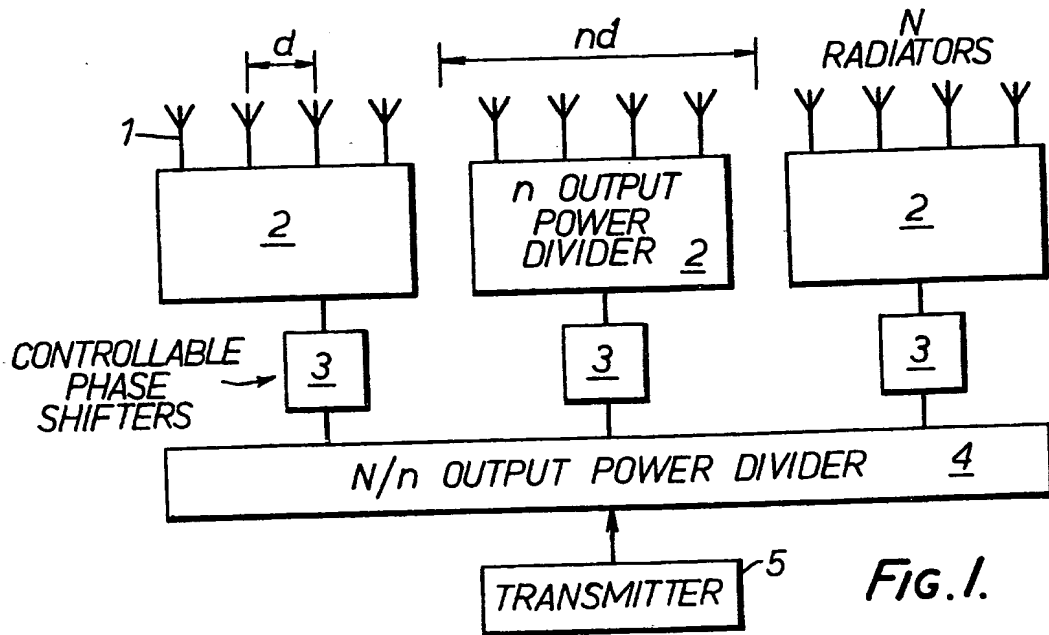 d
nd
N
RADIATORS
1
2
n OUTPUT
POWER
DIVIDER 2
2
CONTROLLABLE
PHASE
SHIFTERS
3
3
3
N/n OUTPUT POWER DIVIDER 4
TRANSMITTER
5
FIG. 1.